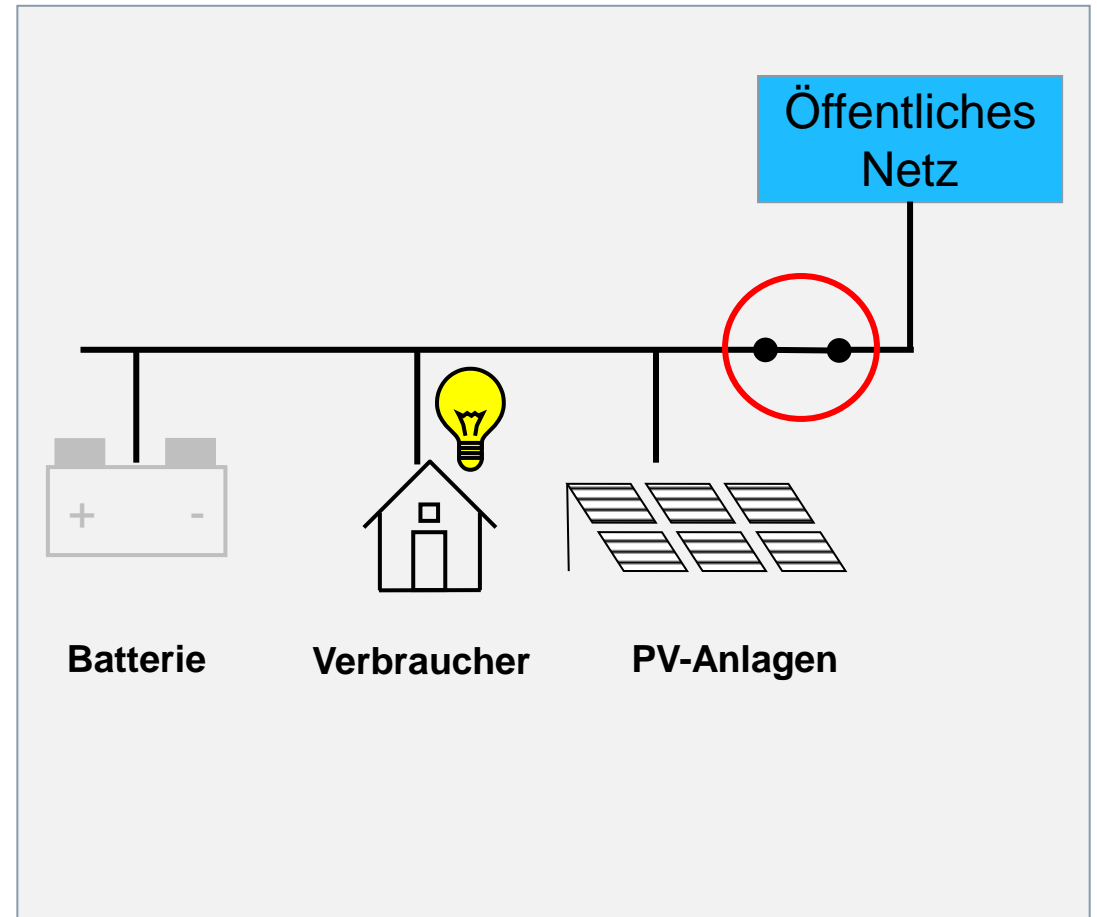 Öffentliches
Netz
+ -
Batterie
Verbraucher
PV-Anlagen